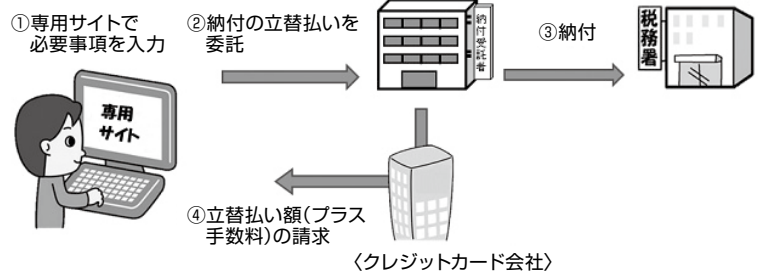 ①専用サイトで
必要事項を入力
②納付の立替払いを
委託
③納付
納付受託者
税務署
専用
サイト
④立替払い額(プラス
手数料)の請求
〈クレジットカード会社〉